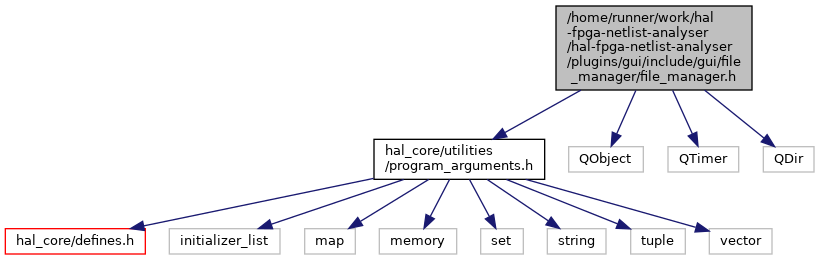 /home/runner/work/hal
-fpga-netlist-analyser
/hal-fpga-netlist-analyser
/plugins/gui/include/gui/file
_manager/file_manager.h
hal_core/utilities
/program_arguments.h
QObject
QTimer
QDir
hal_core/defines.h
initializer_list
map
memory
set
string
tuple
vector